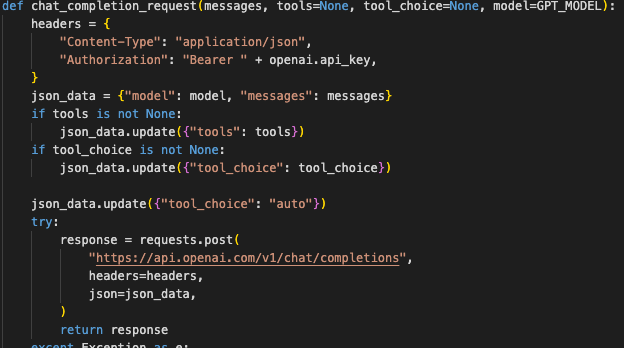 def chat_completion_request(messages, tools=None, tool_choice=None, model=GPT_MODEL):
    headers = {
        "Content-Type": "application/json",
        "Authorization": "Bearer " + openai.api_key,
    }
    json_data = {"model": model, "messages": messages}
    if tools is not None:
        json_data.update({"tools": tools})
    if tool_choice is not None:
        json_data.update({"tool_choice": tool_choice})

    json_data.update({"tool_choice": "auto"})
    try:
        response = requests.post(
            "https://api.openai.com/v1/chat/completions",
            headers=headers,
            json=json_data,
        )
        return response
    except Exception as e: